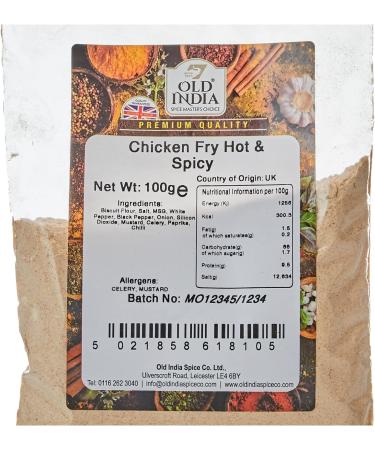 OLD
INDIA
SPICE MASTERS CHOICE
PREMIUM QUALITY
Chicken Fry Hot &
Spicy
Country of Origin: UK
Net Wt: 100g℮
Nutritional Information per 100g
Ingredients:
Biscuit Flour, Salt, MSG, White
Pepper, Black Pepper, Onion, Silicon
Dioxide, Mustard, Celery, Paprika,
Chilli
Energy (Kj) 1256
Kcal 300.3
Fat(g) 1.5
of which saturates(g) 0.2
Carbohydrate(g) 66
of which sugar(g) 1.7
Protein(g) 9.5
Salt(g) 12,634
Allergens:
CELERY, MUSTARD
Batch No: MO12345/1234
5 021858 618105
Old India Spice Co. Ltd.,
Ulverscroft Road, Leicester LE4 6BY
Tel: 0116 262 3040 | info@oldindiaspiceco.com | www.oldindiaspiceco.com